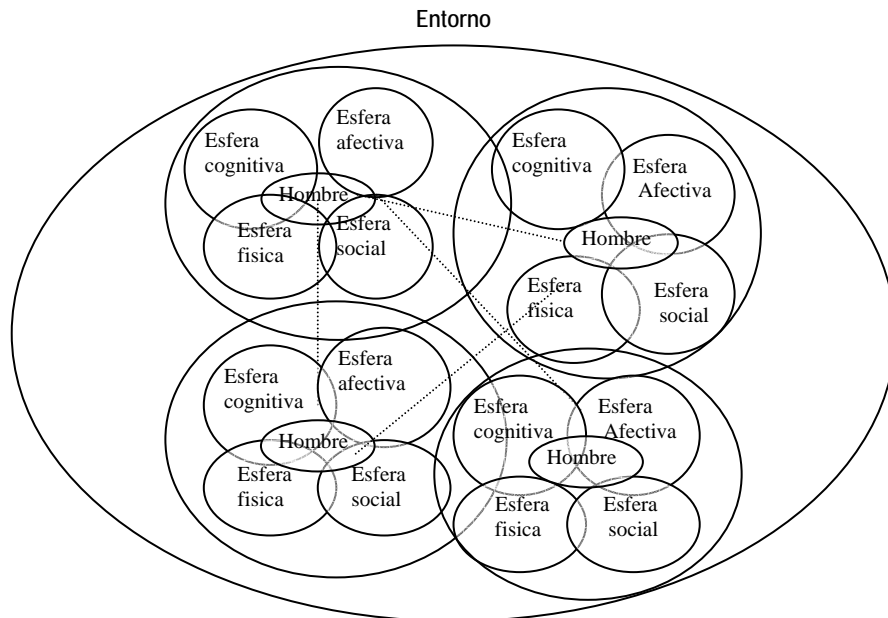 Entorno
Esfera
cognitiva
Esfera
afectiva
Hombre
Esfera
fisica
Esfera
social
Esfera
cognitiva
Esfera
Afectiva
Hombre
Esfera
fisica
Esfera
social
Esfera
cognitiva
Esfera
afectiva
Hombre
Esfera
fisica
Esfera
social
Esfera
cognitiva
Esfera
Afectiva
Hombre
Esfera
fisica
Esfera
social